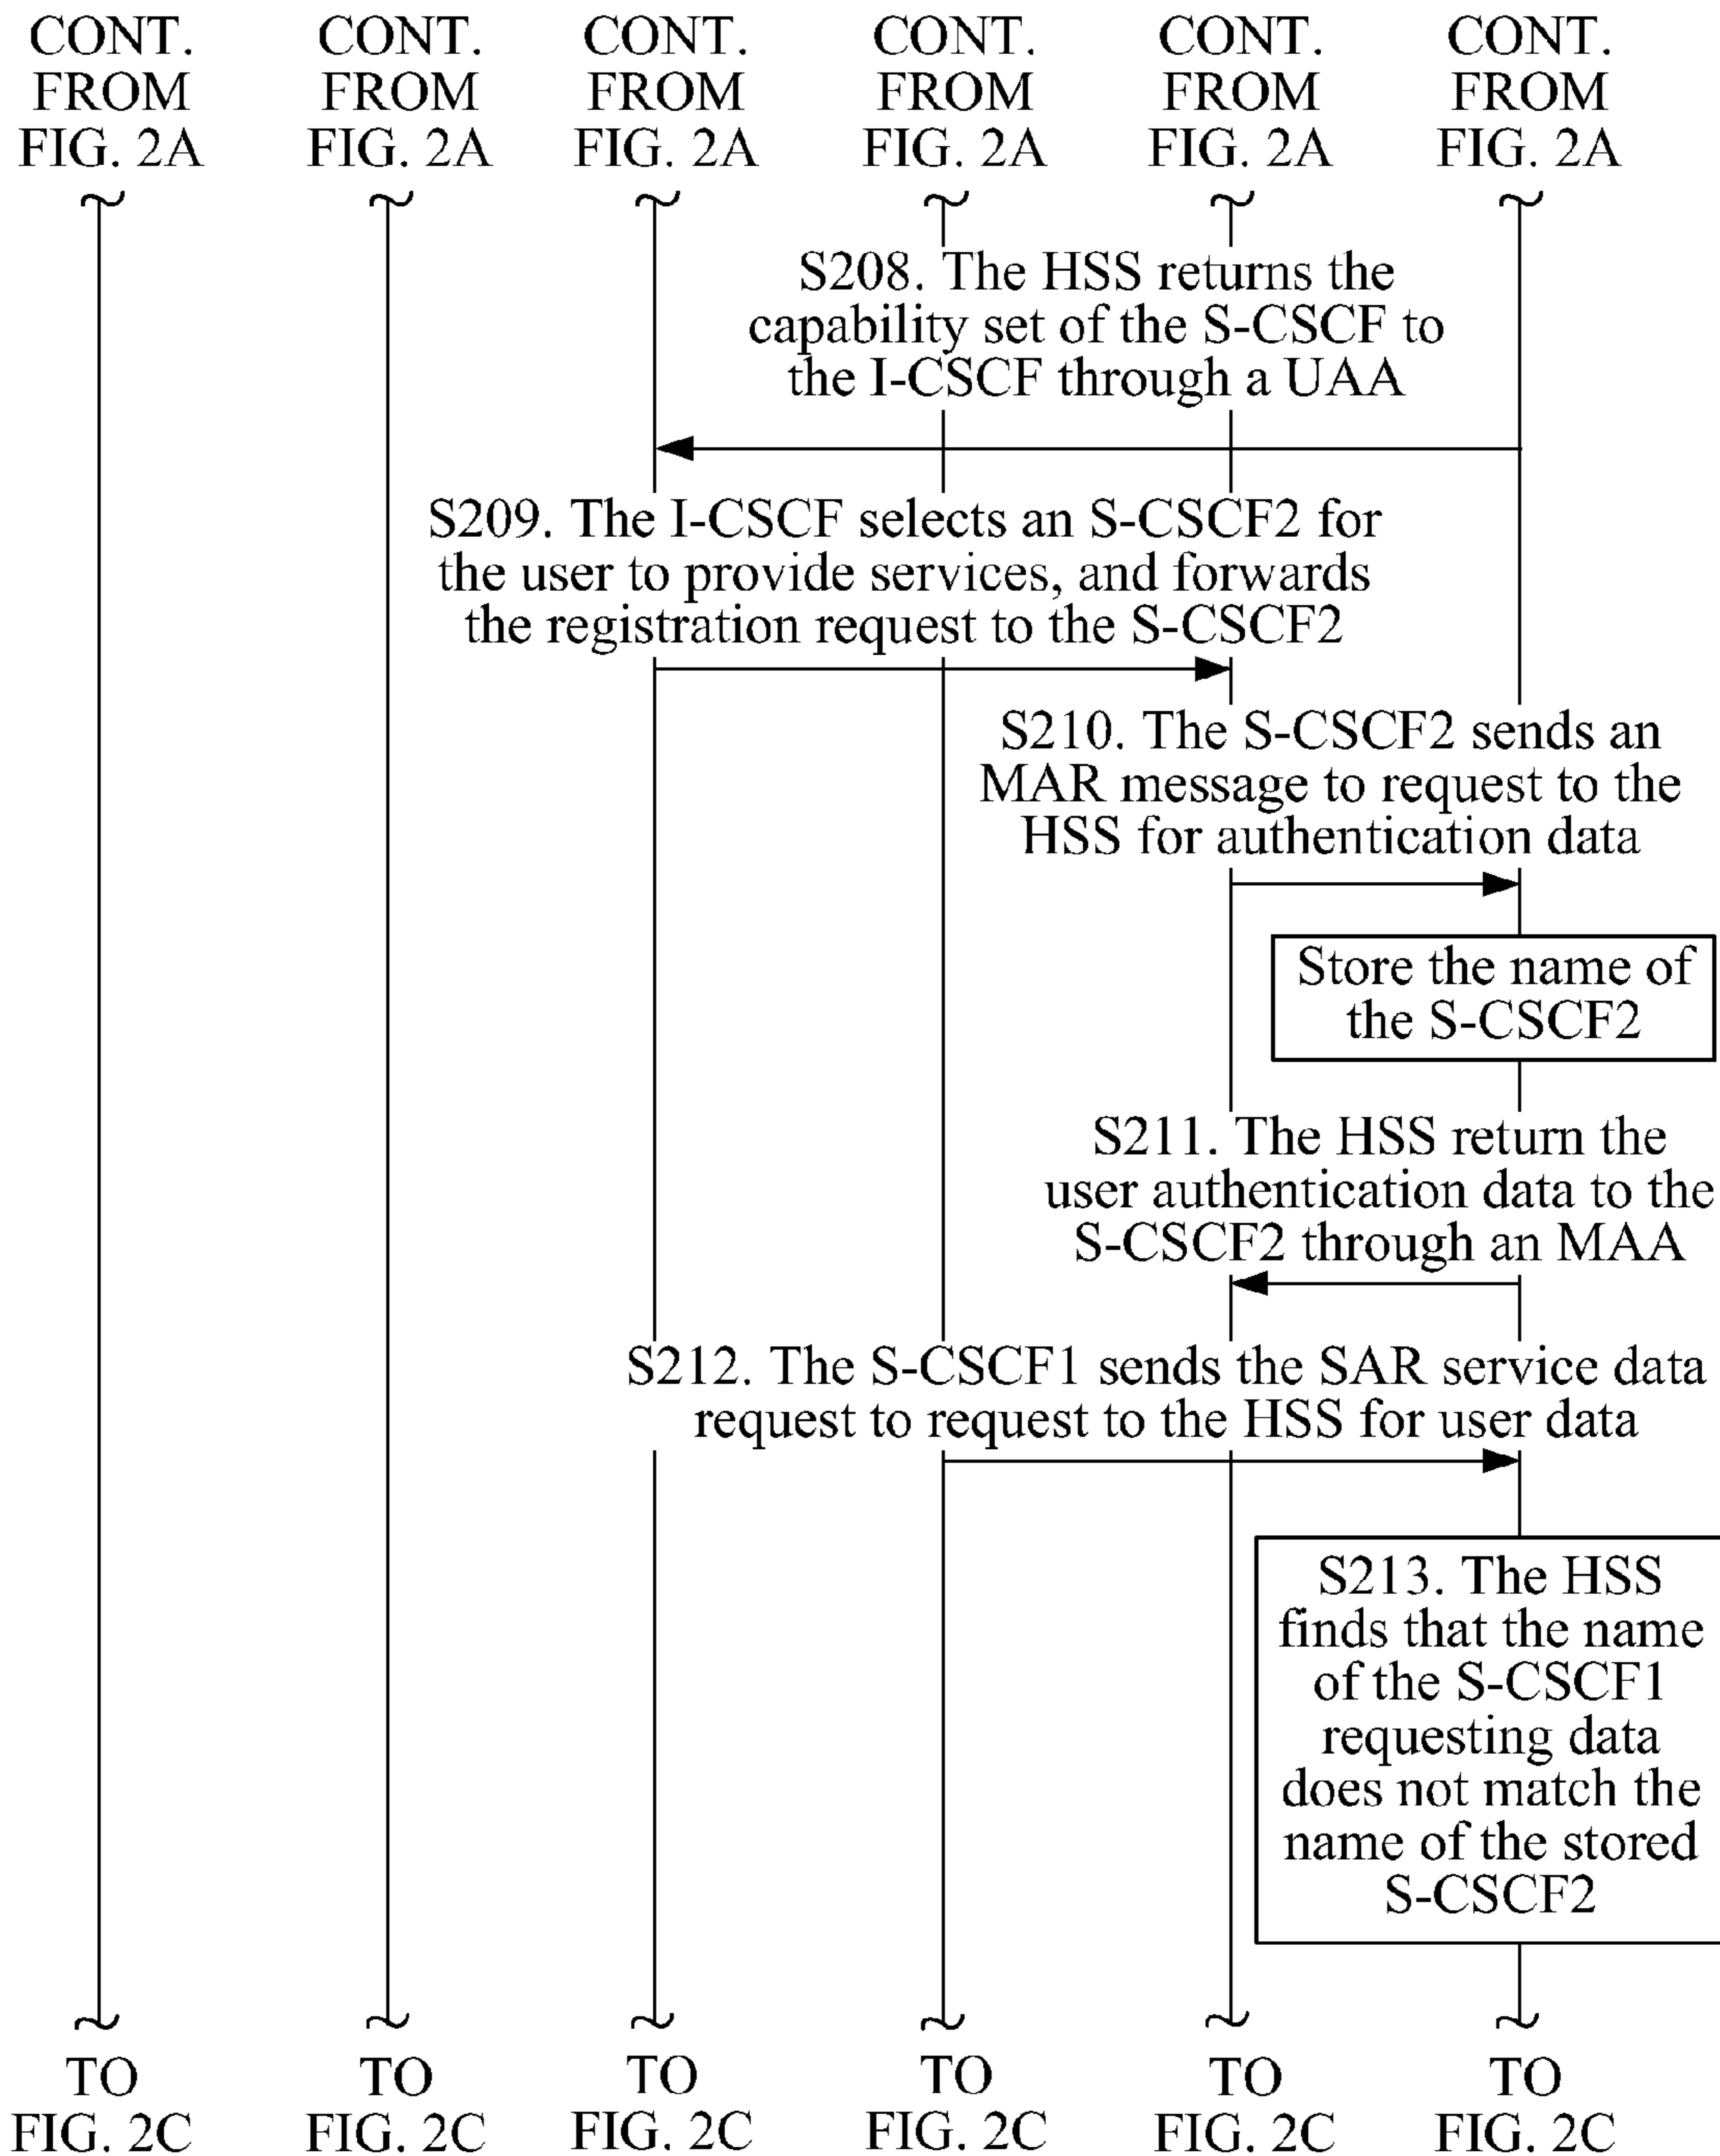 CONT. CONT. CONT. CONT. CONT. CONT.
FROM FROM FROM FROM FROM FROM
FIG. 2A FIG. 2A FIG. 2A FIG. 2A FIG. 2A FIG. 2A
S208. The HSS returns the
capability set of the S-CSCF to
the I-CSCF through a UAA
S209. The I-CSCF selects an S-CSCF2 for
the user to provide services, and forwards
the registration request to the S-CSCF2
S210. The S-CSCF2 sends an
MAR message to request to the
HSS for authentication data
Store the name of
the S-CSCF2
S211. The HSS return the
user authentication data to the
S-CSCF2 through an MAA
S212. The S-CSCF1 sends the SAR service data
request to request to the HSS for user data
S213. The HSS
finds that the name
of the S-CSCF1
requesting data
does not match the
name of the stored
S-CSCF2
TO TO TO TO TO TO
FIG. 2C FIG. 2C FIG. 2C FIG. 2C FIG. 2C FIG. 2C